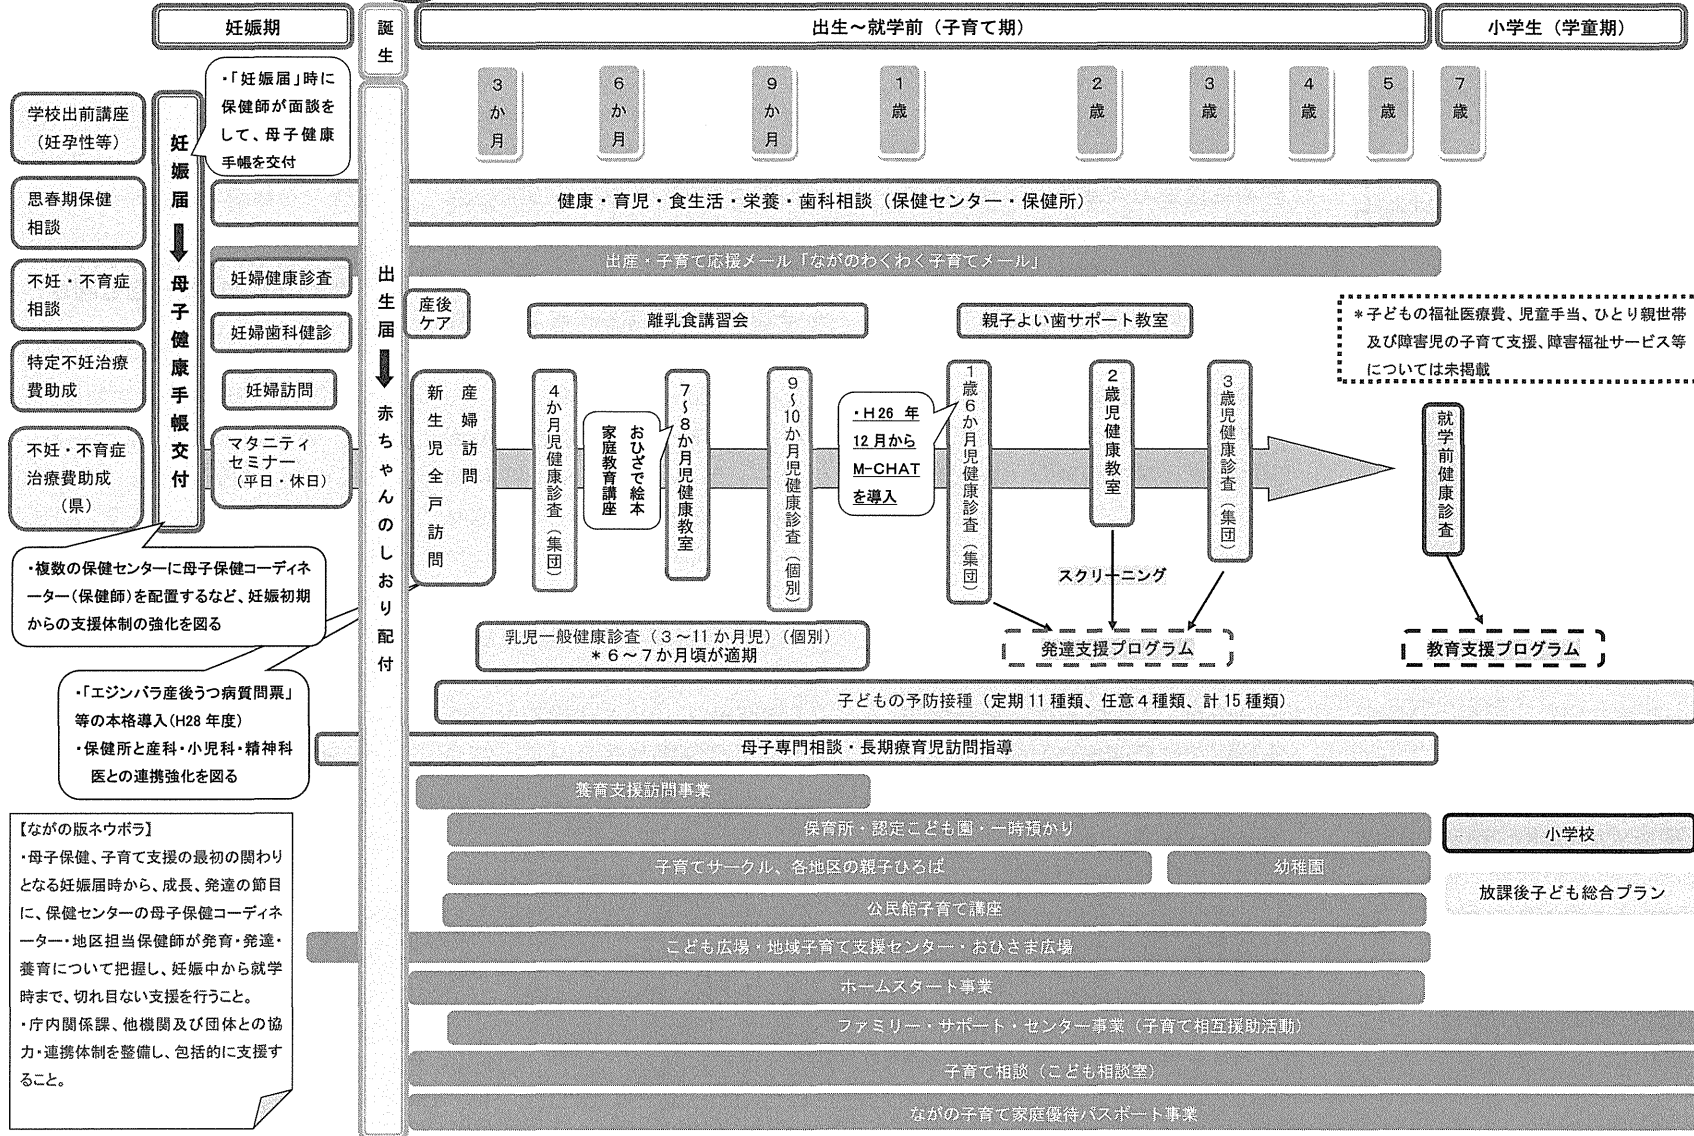 妊娠期
誕生
出生～就学前（子育て期）
小学生（学童期）
3か月
6か月
9か月
1歳
2歳
3歳
4歳
5歳
7歳
・「妊娠届」時に
保健師が面談を
して、母子健康
手帳を交付
学校出前講座
（妊孕性等）
思春期保健
相談
不妊・不育症
相談
特定不妊治療
費助成
不妊・不育症
治療費助成
（県）
妊娠届➡母子健康手帳交付
健康・育児・食生活・栄養・歯科相談（保健センター・保健所）
出産・子育て応援メール「ながのわくわく子育てメール」
妊婦健康診査
妊婦歯科健診
妊婦訪問
マタニティ
セミナー
（平日・休日）
出生届➡赤ちゃんのしおり配付
産後
ケア
離乳食講習会
親子よい歯サポート教室
＊子どもの福祉医療費、児童手当、ひとり親世帯
及び障害児の子育て支援、障害福祉サービス等
については未掲載
産婦訪問
新生児全戸訪問
4か月児健康診査（集団）
おひざで絵本
家庭教育講座
7～8か月児健康教室
9～10か月児健康診査（個別）
・H26 年
12月から
M-CHAT
を導入
1歳6か月児健康診査（集団）
2歳児健康教室
3歳児健康診査（集団）
就学前健康診査
スクリーニング
発達支援プログラム
教育支援プログラム
・複数の保健センターに母子保健コーディネ
ーター（保健師）を配置するなど、妊娠初期
からの支援体制の強化を図る
乳児一般健康診査（3～11か月児）（個別）
＊6～7か月頃が適期
・「エジンバラ産後うつ病質問票」
等の本格導入(H28年度)
・保健所と産科・小児科・精神科
医との連携強化を図る
子どもの予防接種（定期11種類、任意4種類、計15種類）
母子専門相談・長期療育児訪問指導
養育支援訪問事業
保育所・認定こども園・一時預かり
小学校
子育てサークル、各地区の親子ひろば
幼稚園
放課後子ども総合プラン
公民館子育て講座
こども広場・地域子育て支援センター・おひさま広場
ホームスタート事業
ファミリー・サポート・センター事業（子育て相互援助活動）
子育て相談（こども相談室）
ながの子育て家庭優待パスポート事業
【ながの版ネウボラ】
・母子保健、子育て支援の最初の関わり
となる妊娠届時から、成長、発達の節目
に、保健センターの母子保健コーディネ
ーター・地区担当保健師が発育・発達・
養育について把握し、妊娠中から就学
時まで、切れ目ない支援を行うこと。
・庁内関係課、他機関及び団体との協
力・連携体制を整備し、包括的に支援す
ること。